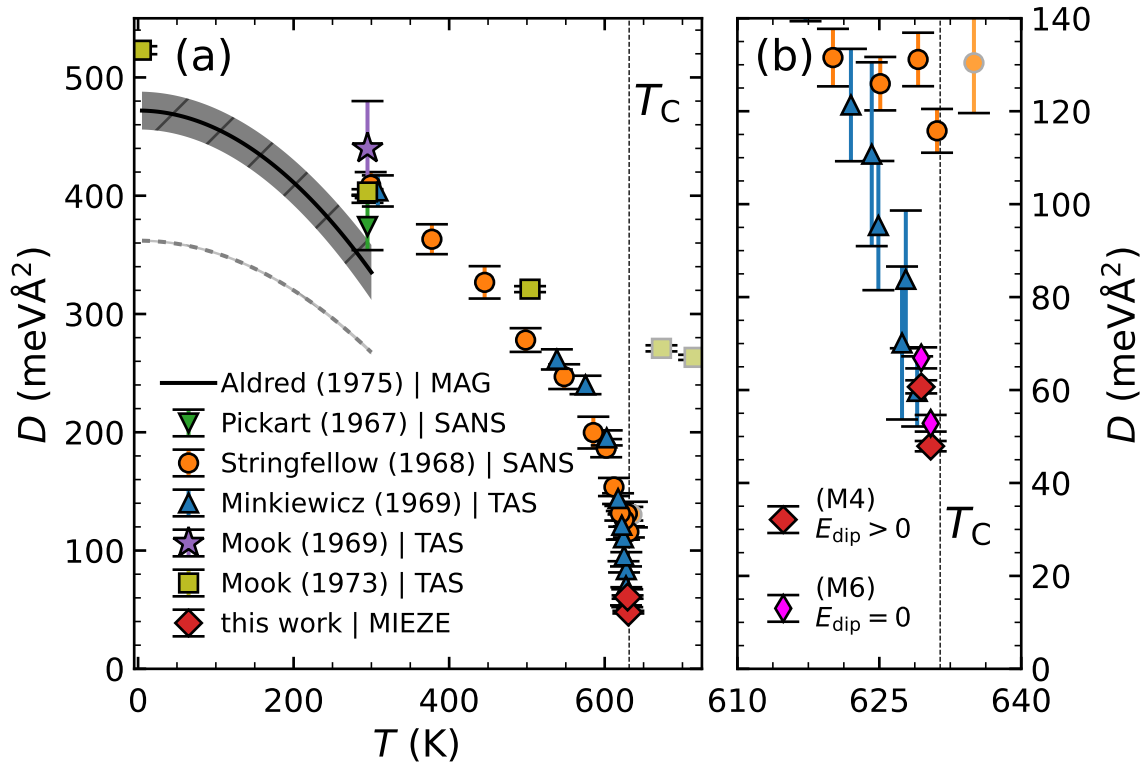 (a)
T_C
D (meVÅ²)
500
400
300
200
100
0
Aldred (1975) | MAG
Pickart (1967) | SANS
Stringfellow (1968) | SANS
Minkiewicz (1969) | TAS
Mook (1969) | TAS
Mook (1973) | TAS
this work | MIEZE
0 200 400 600
T (K)
(b)
140
120
100
80
60
40
20
0
D (meVÅ²)
(M4)
E_dip > 0
T_C
(M6)
E_dip = 0
610 625 640